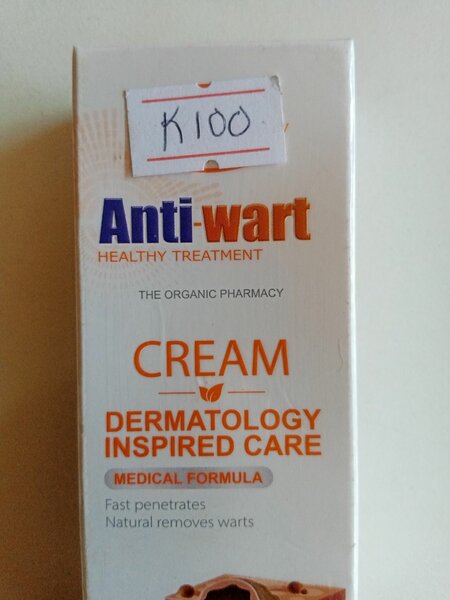 K100
Anti-wart
HEALTHY TREATMENT
THE ORGANIC PHARMACY
CREAM
DERMATOLOGY
INSPIRED CARE
MEDICAL FORMULA
Fast penetrates
Natural removes warts